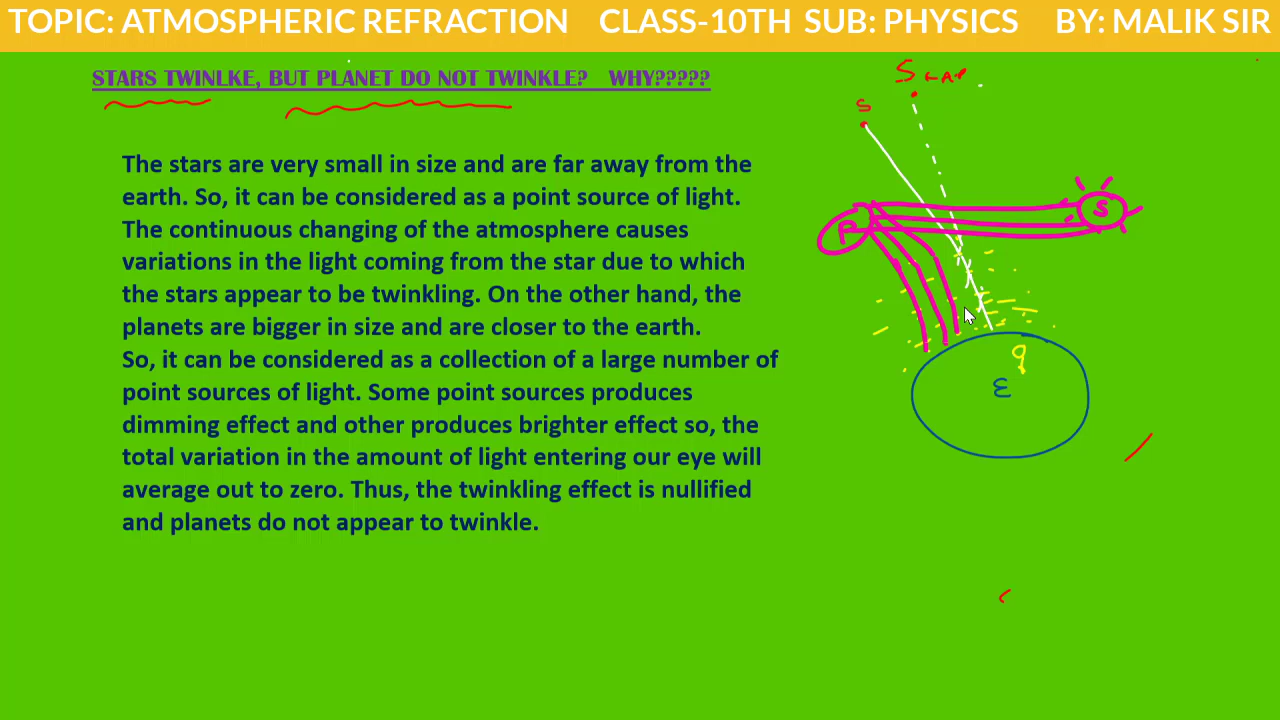 TOPIC: ATMOSPHERIC REFRACTION CLASS-10TH SUB: PHYSICS BY: MALIK SIR
STARS TWINLKE, BUT PLANET DO NOT TWINKLE? WHY?????
The stars are very small in size and are far away from the
earth. So, it can be considered as a point source of light.
The continuous changing of the atmosphere causes
variations in the light coming from the star due to which
the stars appear to be twinkling. On the other hand, the
planets are bigger in size and are closer to the earth.
So, it can be considered as a collection of a large number of
point sources of light. Some point sources produces
dimming effect and other produces brighter effect so, the
total variation in the amount of light entering our eye will
average out to zero. Thus, the twinkling effect is nullified
and planets do not appear to twinkle.
Star
S
S
P
E